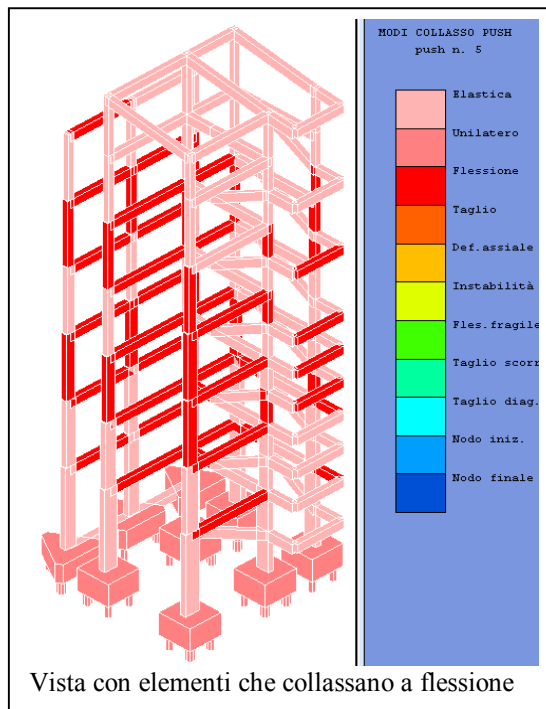 MODI COLLASSO PUSH
push n. 5
Elastica
Unilatero
Flessione
Taglio
Def.assiale
Instabilità
Fles.fragile
Taglio scorr
Taglio diag.
Nodo iniz.
Nodo finale
Vista con elementi che collassano a flessione